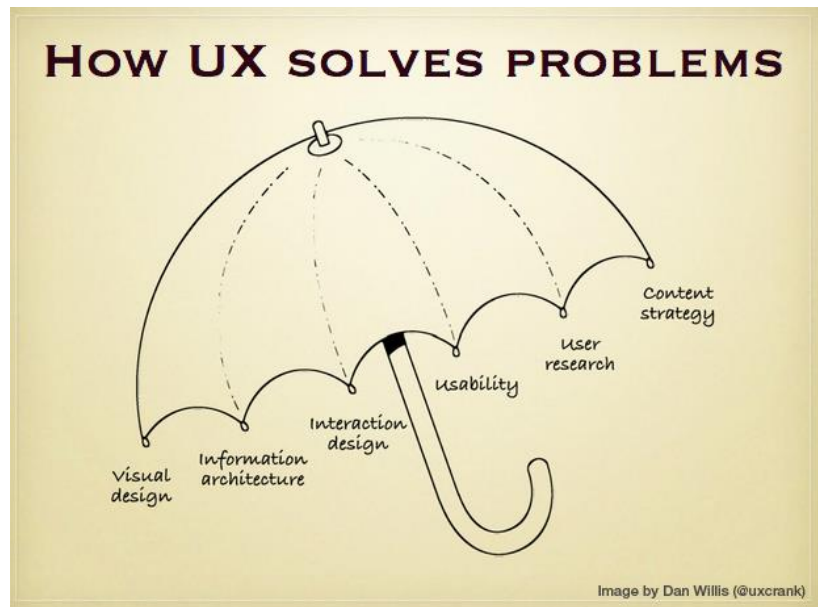 How UX solves problems
Content
strategy
User
research
Usability
Interaction
design
Information
architecture
Visual
design
Image by Dan Willis (@uxcrank)